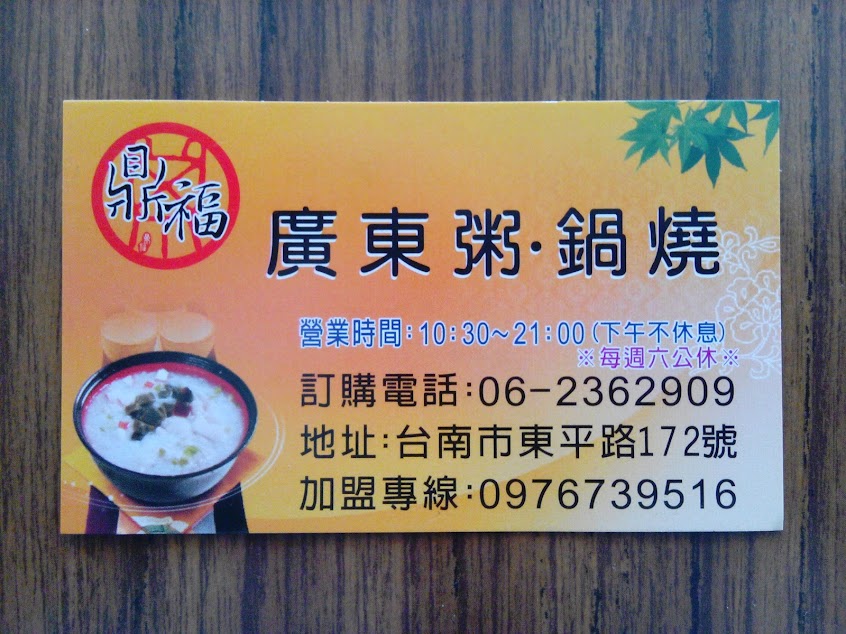 鼎福
廣東粥·鍋燒
營業時間:10:30~21:00(下午不休息)
※每週六公休※
訂購電話:06-2362909
地址:台南市東平路172號
加盟專線:0976739516